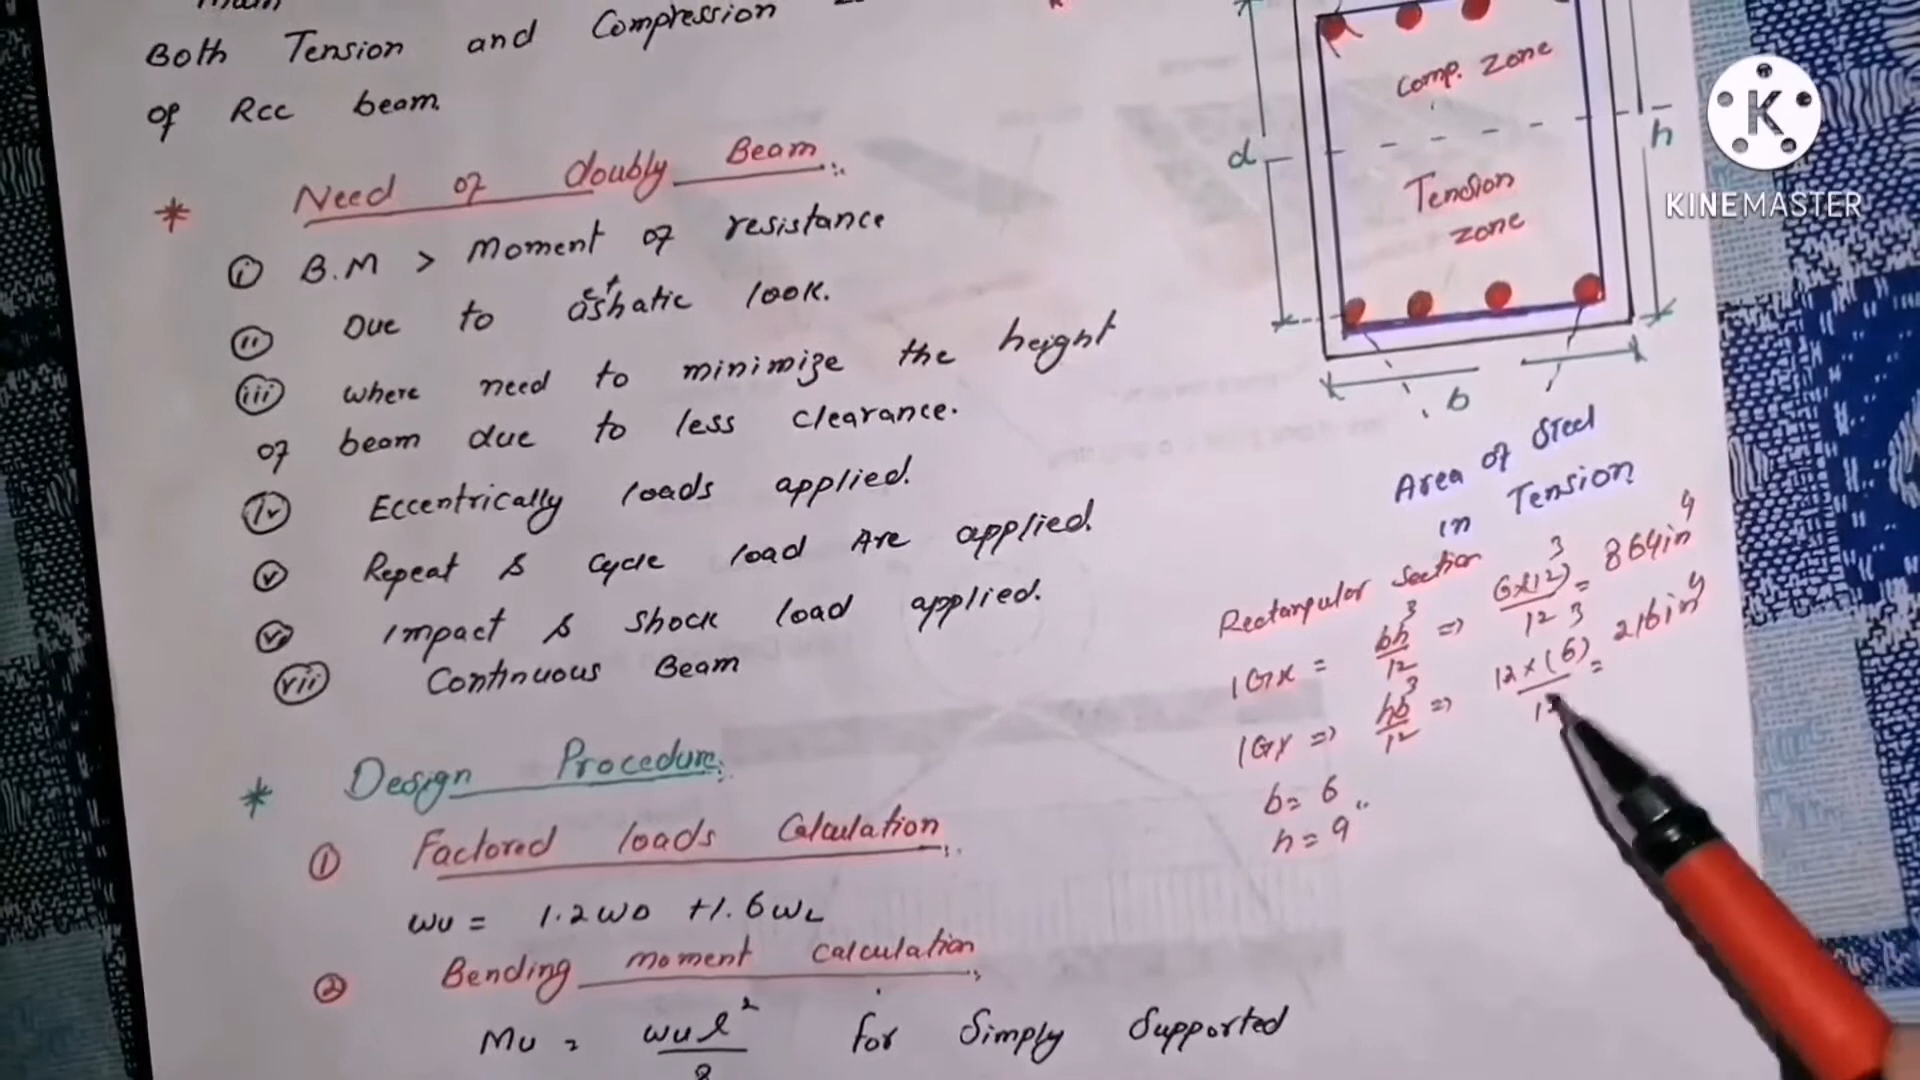 Both Tension and Compression
of Rcc beam
* Need of doubly Beam
(i) B.M > Moment of resistance
(ii) Due to ashatic look.
et
(iii) where need to minimize the height
of beam due to less clearance.
(iv) Eccentrically loads applied.
(v) Repeat & Cycle load Are applied.
(vi) Impact & Shock load applied.
(vii) Continuous Beam
* Design Procedure:
(1) Factored loads Calculation
wu = 1.2WD + 1.6WL
(2) Bending moment calculation
Mu = wul²/8 for Simply Supported
Comp. zone
Tension
zone
d
h
b
Area of Steel
in Tension
Rectangular Section
IGx = bh³/12 => 6x(12)³/12 = 864in⁴
IGy => hb³/12 => 12x(6)³/12 = 216in⁴
b= 6"
h = 9
K
KINEMASTER